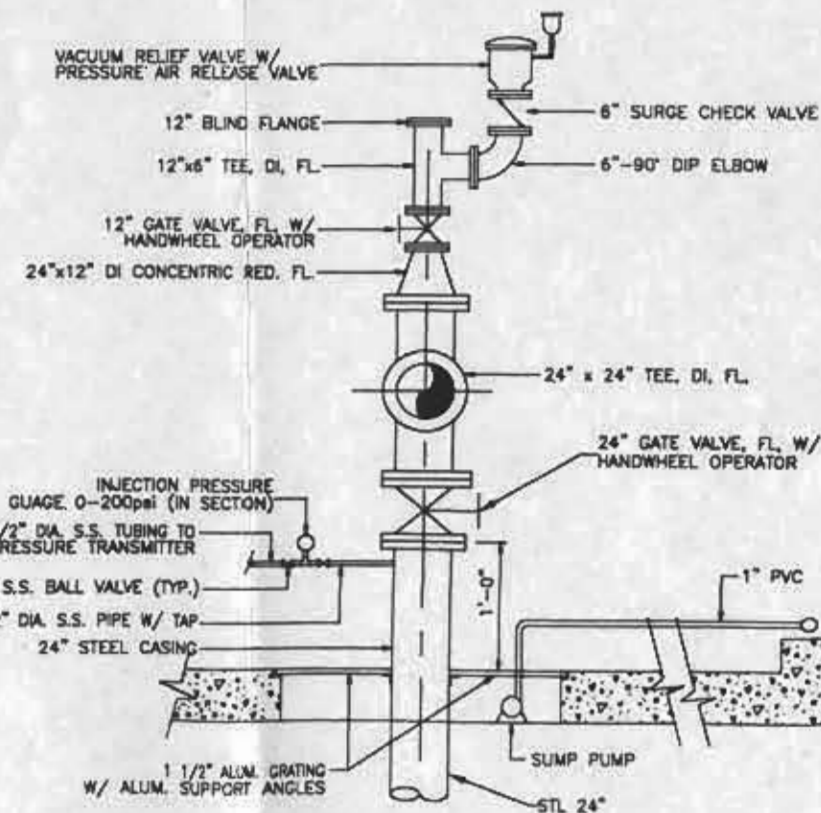 VACUUM RELIEF VALVE W/
PRESSURE AIR RELEASE VALVE
6" SURGE CHECK VALVE
12" BLIND FLANGE
12"x6" TEE, DI, FL.
6"-90° DIP ELBOW
12" GATE VALVE, FL, W/
HANDWHEEL OPERATOR
24"x12" DI CONCENTRIC RED. FL.
24" x 24" TEE, DI, FL.
24" GATE VALVE, FL, W/
HANDWHEEL OPERATOR
INJECTION PRESSURE
GUAGE, 0-200psi (IN SECTON)
/2" DIA. S.S. TUBING TO
PRESSURE TRANSMITTER
S.S. BALL VALVE (TYP.)
" DIA. S.S. PIPE W/ TAP
24" STEEL CASING
1'-0"
1" PVC
1 1/2" ALUM. GRATING
W/ ALUM. SUPPORT ANGLES
SUMP PUMP
STL 24"